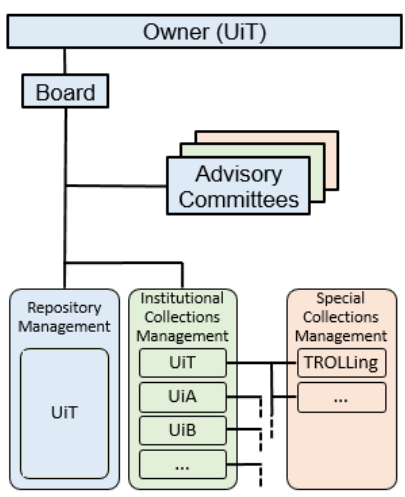 Owner (UiT)
Board
Advisory
Committees
Repository
Management
UiT
Institutional
Collections
Management
UiT
UiA
UiB
...
Special
Collections
Management
TROLLing
...